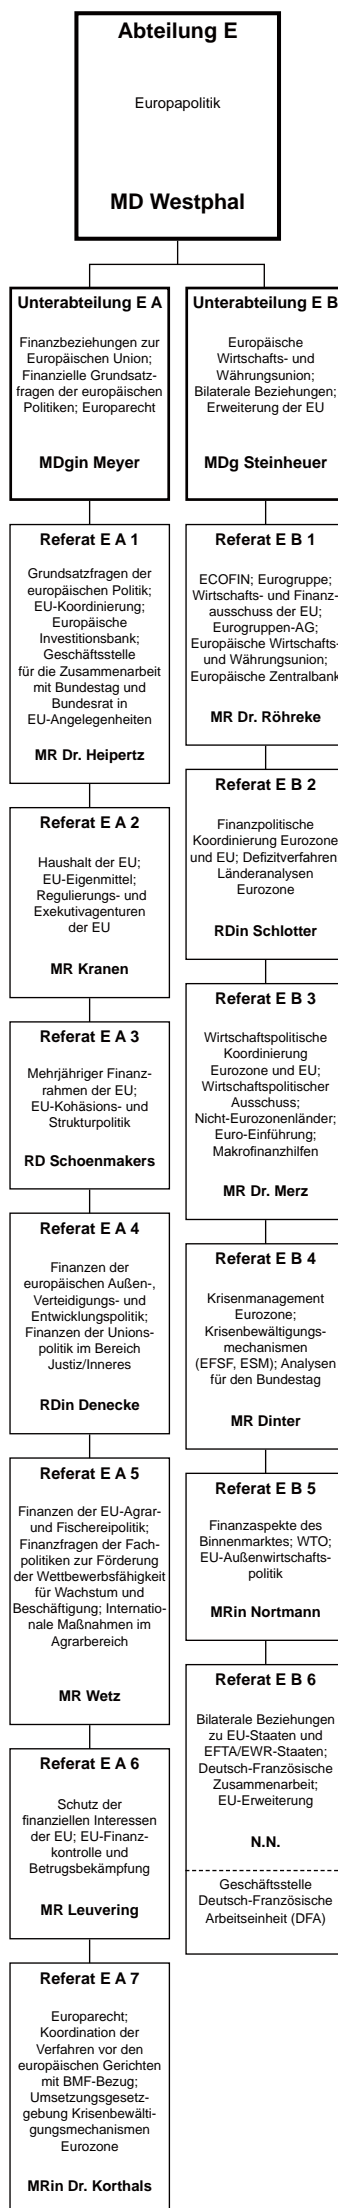 Abteilung E
Europapolitik
MD Westphal
Unterabteilung E A
Finanzbeziehungen zur
Europäischen Union;
Finanzielle Grundsatz-
fragen der europäischen
Politiken; Europarecht
MDgin Meyer
Referat E A 1
Grundsatzfragen der
europäischen Politik;
EU-Koordinierung;
Europäische
Investitionsbank;
Geschäftsstelle
für die Zusammenarbeit
mit Bundestag und
Bundesrat in
EU-Angelegenheiten
MR Dr. Heipertz
Referat E A 2
Haushalt der EU;
EU-Eigenmittel;
Regulierungs- und
Exekutivagenturen
der EU
MR Kranen
Referat E A 3
Mehrjähriger Finanz-
rahmen der EU;
EU-Kohäsions- und
Strukturpolitik
RD Schoenmakers
Referat E A 4
Finanzen der
europäischen Außen-,
Verteidigungs- und
Entwicklungspolitik;
Finanzen der Unions-
politik im Bereich
Justiz/Inneres
RDin Denecke
Referat E A 5
Finanzen der EU-Agrar-
und Fischereipolitik;
Finanzfragen der Fach-
politiken zur Förderung
der Wettbewerbsfähigkeit
für Wachstum und
Beschäftigung; Internatio-
nale Maßnahmen im
Agrarbereich
MR Wetz
Referat E A 6
Schutz der
finanziellen Interessen
der EU; EU-Finanz-
kontrolle und
Betrugsbekämpfung
MR Leuvering
Referat E A 7
Europarecht;
Koordination der
Verfahren vor den
europäischen Gerichten
mit BMF-Bezug;
Umsetzungsgesetz-
gebung Krisenbewälti-
gungsmechanismen
Eurozone
MRin Dr. Korthals
Unterabteilung E B
Europäische
Wirtschafts- und
Währungsunion;
Bilaterale Beziehungen;
Erweiterung der EU
MDg Steinheuer
Referat E B 1
ECOFIN; Eurogruppe;
Wirtschafts- und Finanz-
ausschuss der EU;
Eurogruppen-AG;
Europäische Wirtschafts-
und Währungsunion;
Europäische Zentralbank
MR Dr. Röhreke
Referat E B 2
Finanzpolitische
Koordinierung Eurozone
und EU; Defizitverfahren
Länderanalysen
Eurozone
RDin Schlotter
Referat E B 3
Wirtschaftspolitische
Koordinierung
Eurozone und EU;
Wirtschaftspolitischer
Ausschuss;
Nicht-Eurozonenländer;
Euro-Einführung;
Makrofinanzhilfen
MR Dr. Merz
Referat E B 4
Krisenmanagement
Eurozone;
Krisenbewältigungs-
mechanismen
(EFSF, ESM); Analysen
für den Bundestag
MR Dinter
Referat E B 5
Finanzaspekte des
Binnenmarktes; WTO;
EU-Außenwirtschafts-
politik
MRin Nortmann
Referat E B 6
Bilaterale Beziehungen
zu EU-Staaten und
EFTA/EWR-Staaten;
Deutsch-Französische
Zusammenarbeit;
EU-Erweiterung
N.N.
Geschäftsstelle
Deutsch-Französische
Arbeitseinheit (DFA)